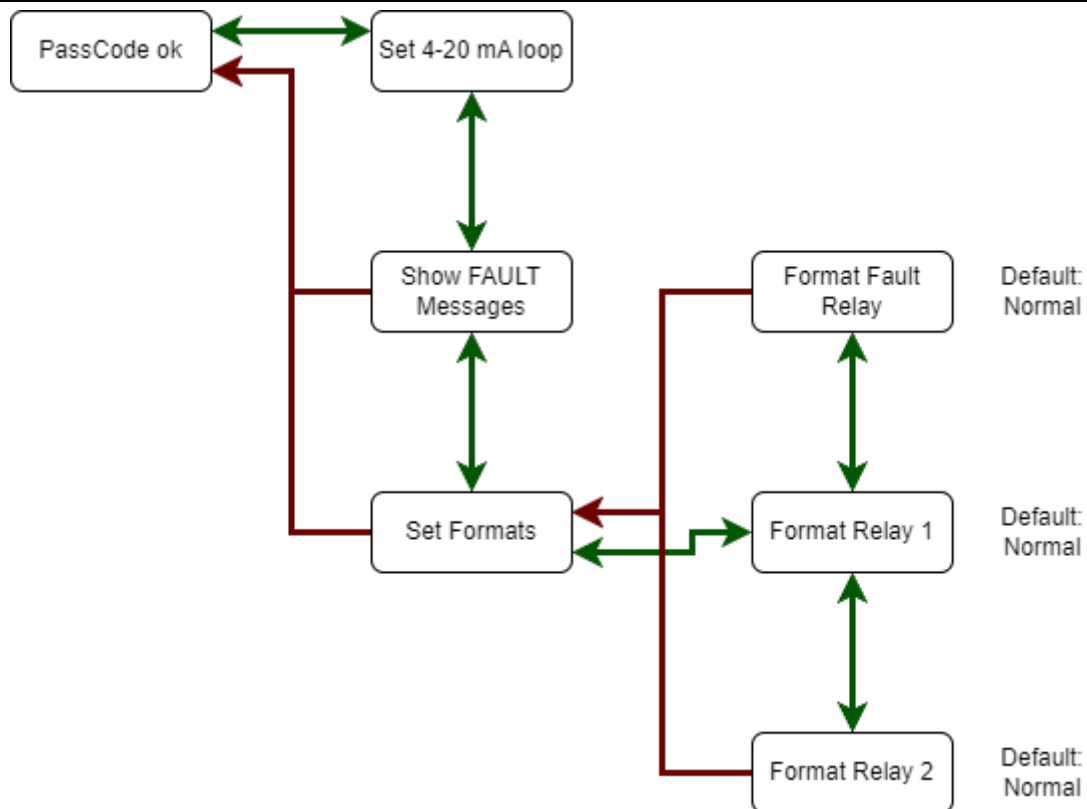 PassCode ok
Set 4-20 mA loop
Show FAULT
Messages
Format Fault
Relay
Default:
Normal
Set Formats
Format Relay 1
Default:
Normal
Format Relay 2
Default:
Normal